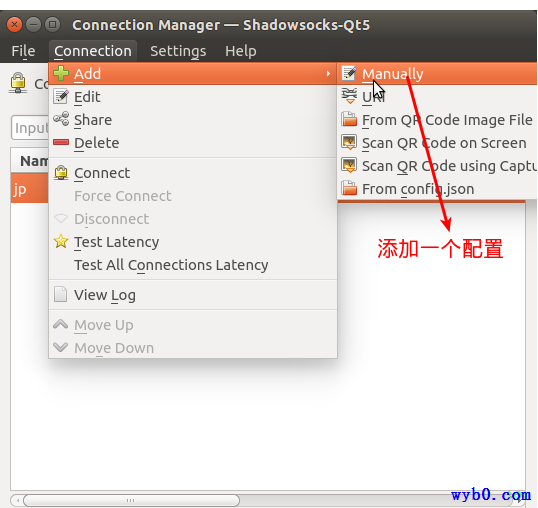 Connection Manager — Shadowsocks-Qt5
File Connection Settings Help
Add
Manually
Edit
URI
Share
From QR Code Image File
Delete
Scan QR Code on Screen
Scan QR Code using Captu
From config.json
Connect
Force Connect
Disconnect
Test Latency
Test All Connections Latency
View Log
Move Up
Move Down
Co
Input
Nam
jp
添加一个配置
wyb0.com